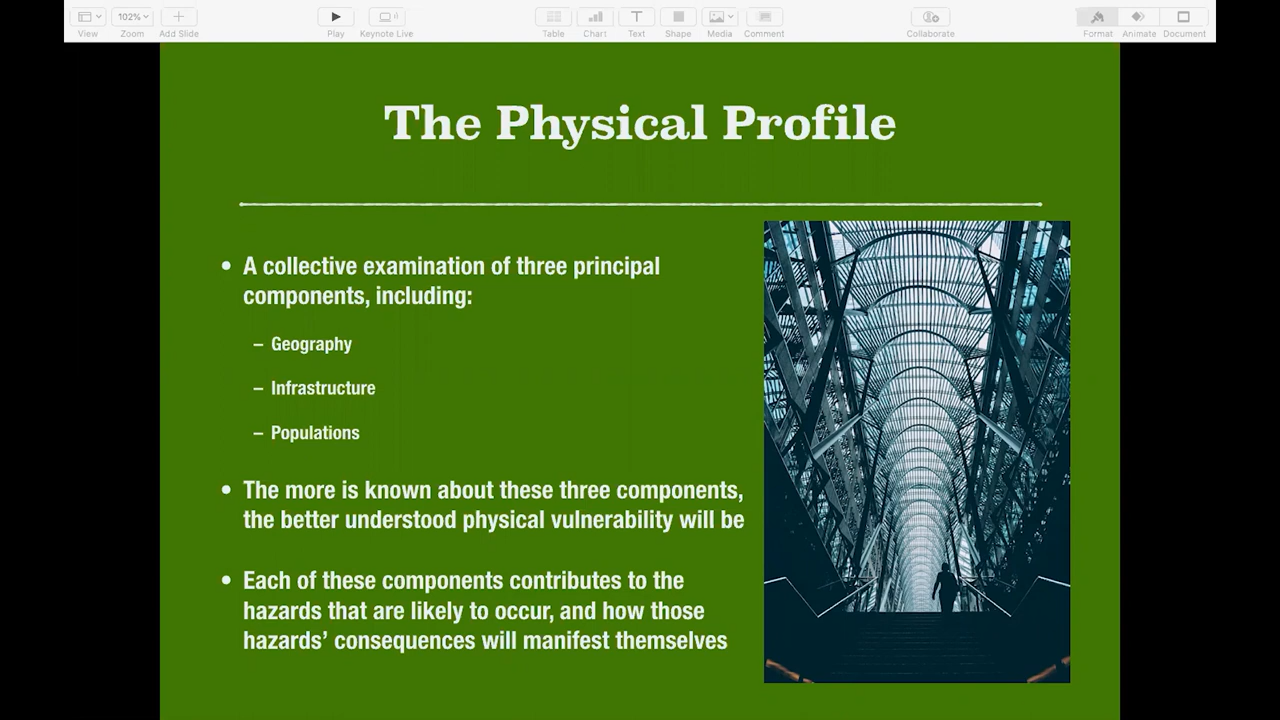 102%
View
Zoom
Add Slide
Play
Keynote Live
Table
Chart
Text
Shape
Media
Comment
Collaborate
Format
Animate
Document
The Physical Profile
• A collective examination of three principal
components, including:
– Geography
– Infrastructure
– Populations
• The more is known about these three components,
the better understood physical vulnerability will be
• Each of these components contributes to the
hazards that are likely to occur, and how those
hazards’ consequences will manifest themselves